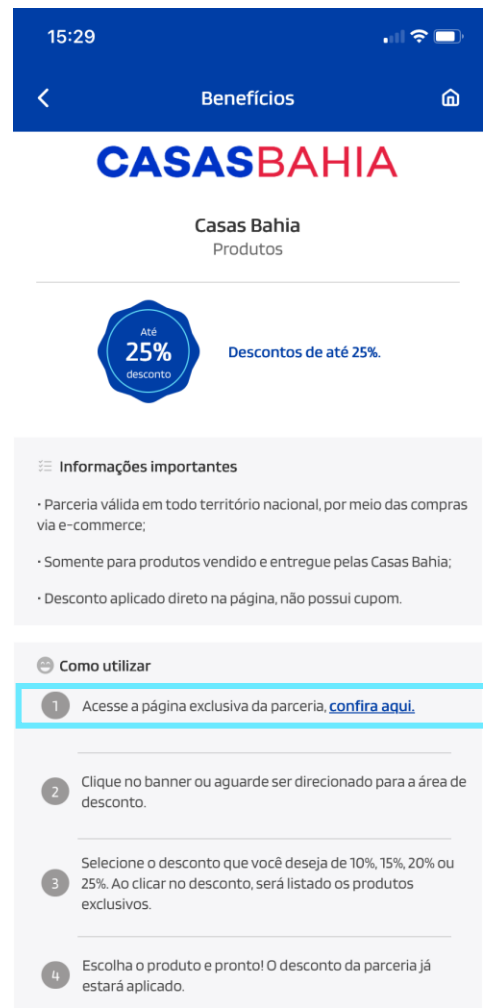 15:29
Benefícios
CASASBAHIA
Casas Bahia
Produtos
Até
25%
desconto
Descontos de até 25%.
Informações importantes
• Parceria válida em todo território nacional, por meio das compras
via e-commerce;
• Somente para produtos vendido e entregue pelas Casas Bahia;
• Desconto aplicado direto na página, não possui cupom.
Como utilizar
1 Acesse a página exclusiva da parceria, confira aqui.
2 Clique no banner ou aguarde ser direcionado para a área de
desconto.
3 Selecione o desconto que você deseja de 10%, 15%, 20% ou
25%. Ao clicar no desconto, será listado os produtos
exclusivos.
4 Escolha o produto e pronto! O desconto da parceria já
estará aplicado.